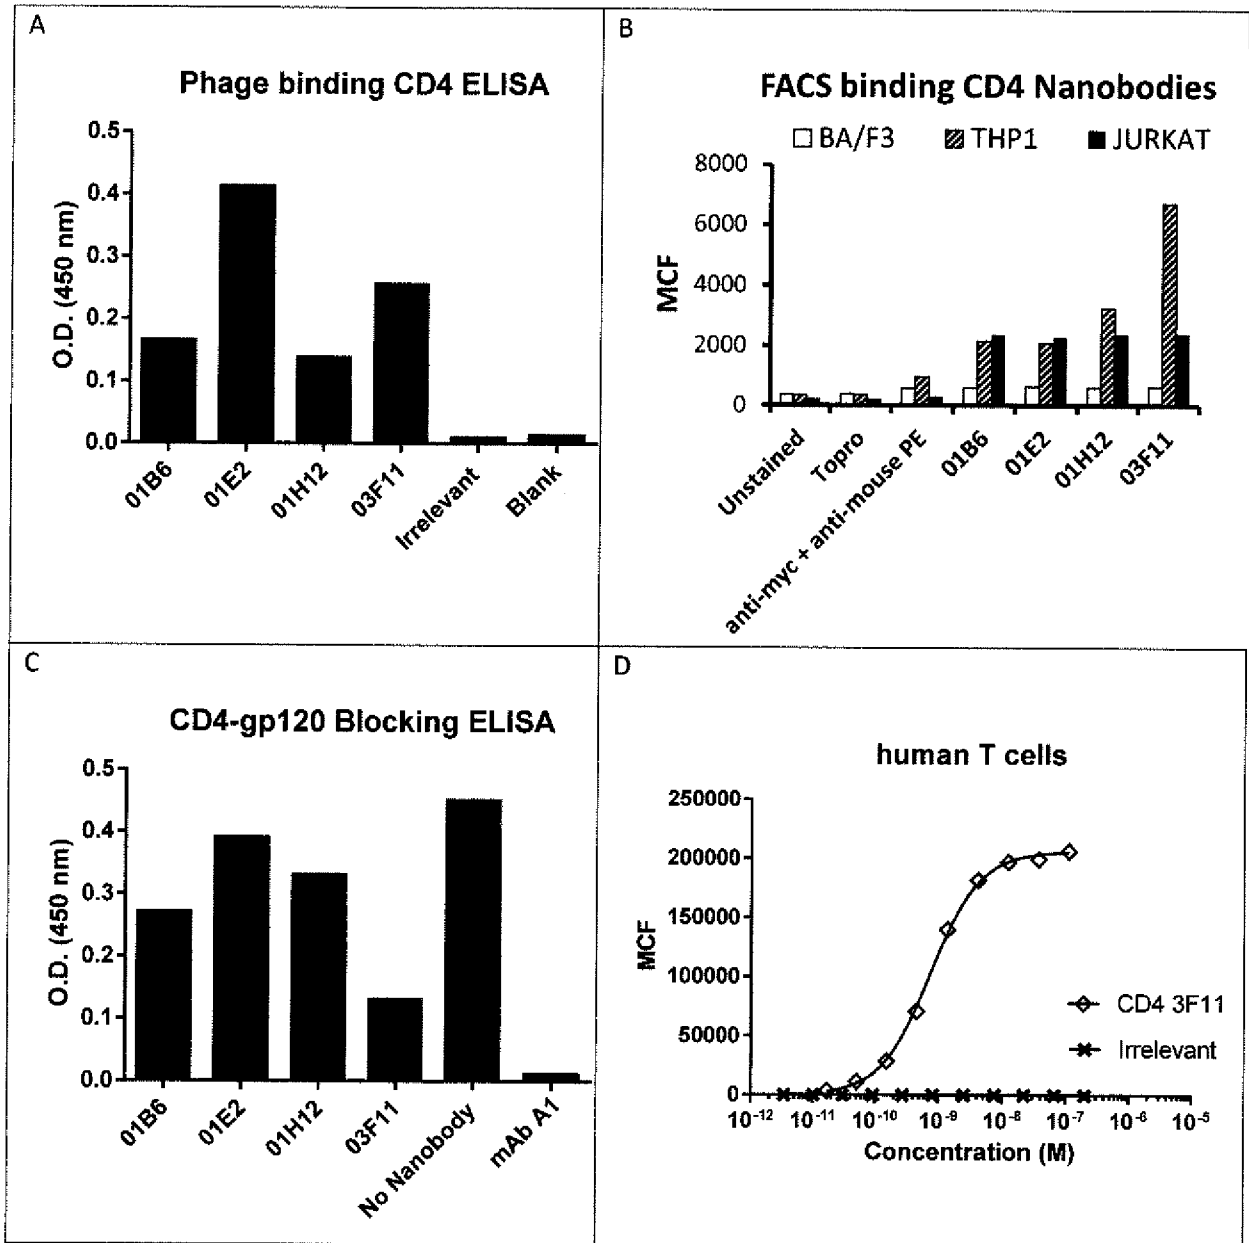 A
Phage binding CD4 ELISA
O.D. (450 nm)
0.5
0.4
0.3
0.2
0.1
0.0
01B6
01E2
01H12
03F11
Irrelevant
Blank
B
FACS binding CD4 Nanobodies
BA/F3 THP1 JURKAT
MCF
8000
6000
4000
2000
0
Unstained
Topro
anti-myc + anti-mouse PE
01B6
01E2
01H12
03F11
C
CD4-gp120 Blocking ELISA
O.D. (450 nm)
0.5
0.4
0.3
0.2
0.1
0.0
01B6
01E2
01H12
03F11
No Nanobody
mAb A1
D
human T cells
MCF
250000
200000
150000
100000
50000
0
10-12 10-11 10-10 10-9 10-8 10-7 10-6 10-5
Concentration (M)
CD4 3F11
Irrelevant